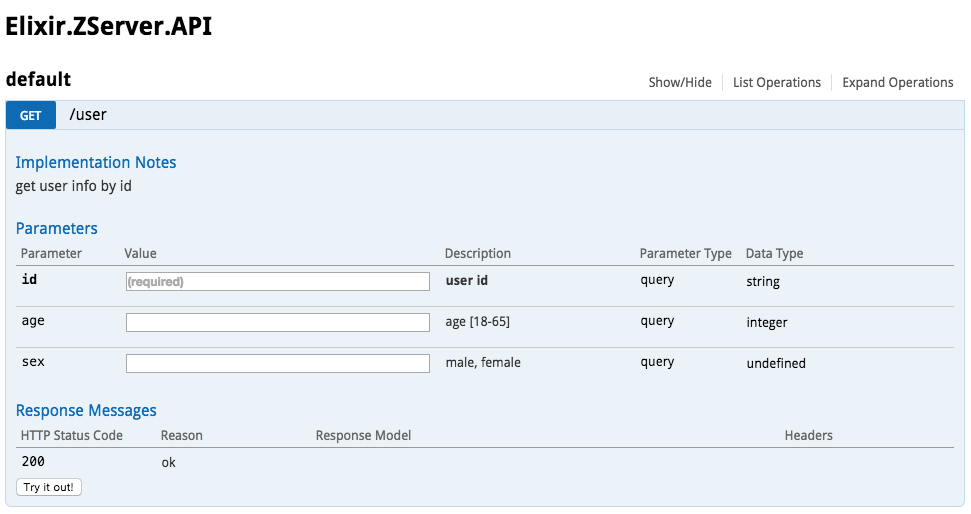 Elixir.ZServer.API
default
Show/Hide List Operations Expand Operations
GET /user
Implementation Notes
get user info by id
Parameters
Parameter Value Description Parameter Type Data Type
id (required) user id query string
age age [18-65] query integer
sex male, female query undefined
Response Messages
HTTP Status Code Reason Response Model Headers
200 ok
Try it out!